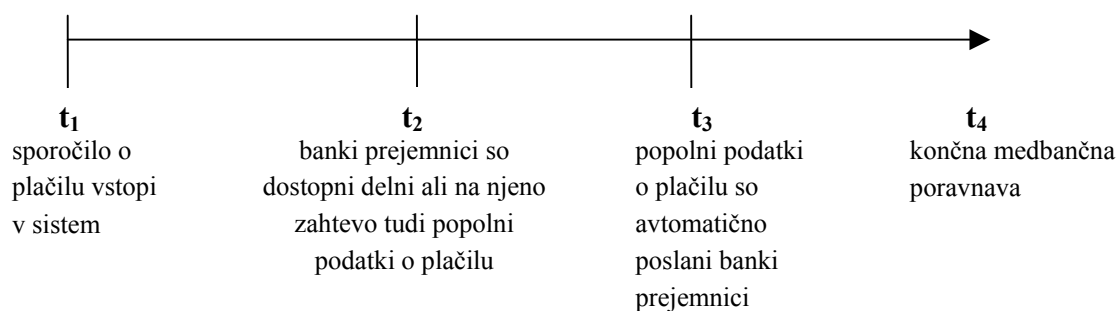 t₁
sporočilo o
plačilu vstopi
v sistem
t₂
banki prejemnici so
dostopni delni ali na njeno
zahtevo tudi popolni
podatki o plačilu
t₃
popolni podatki
o plačilu so
avtomatično
poslani banki
prejemnici
t₄
končna medbančna
poravnava